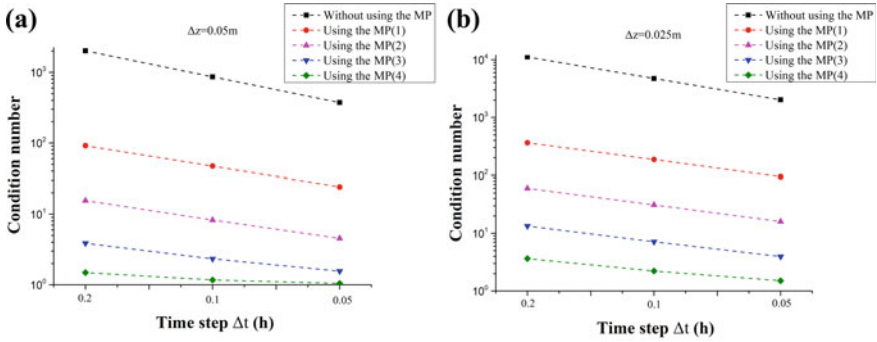 (a)
Δz=0.05m
Without using the MP
Using the MP(1)
Using the MP(2)
Using the MP(3)
Using the MP(4)
Condition number
10³
10²
10¹
10⁰
0.2
0.1
0.05
Time step Δt (h)
(b)
Δz=0.025m
Without using the MP
Using the MP(1)
Using the MP(2)
Using the MP(3)
Using the MP(4)
Condition number
10⁴
10³
10²
10¹
10⁰
0.2
0.1
0.05
Time step Δt (h)